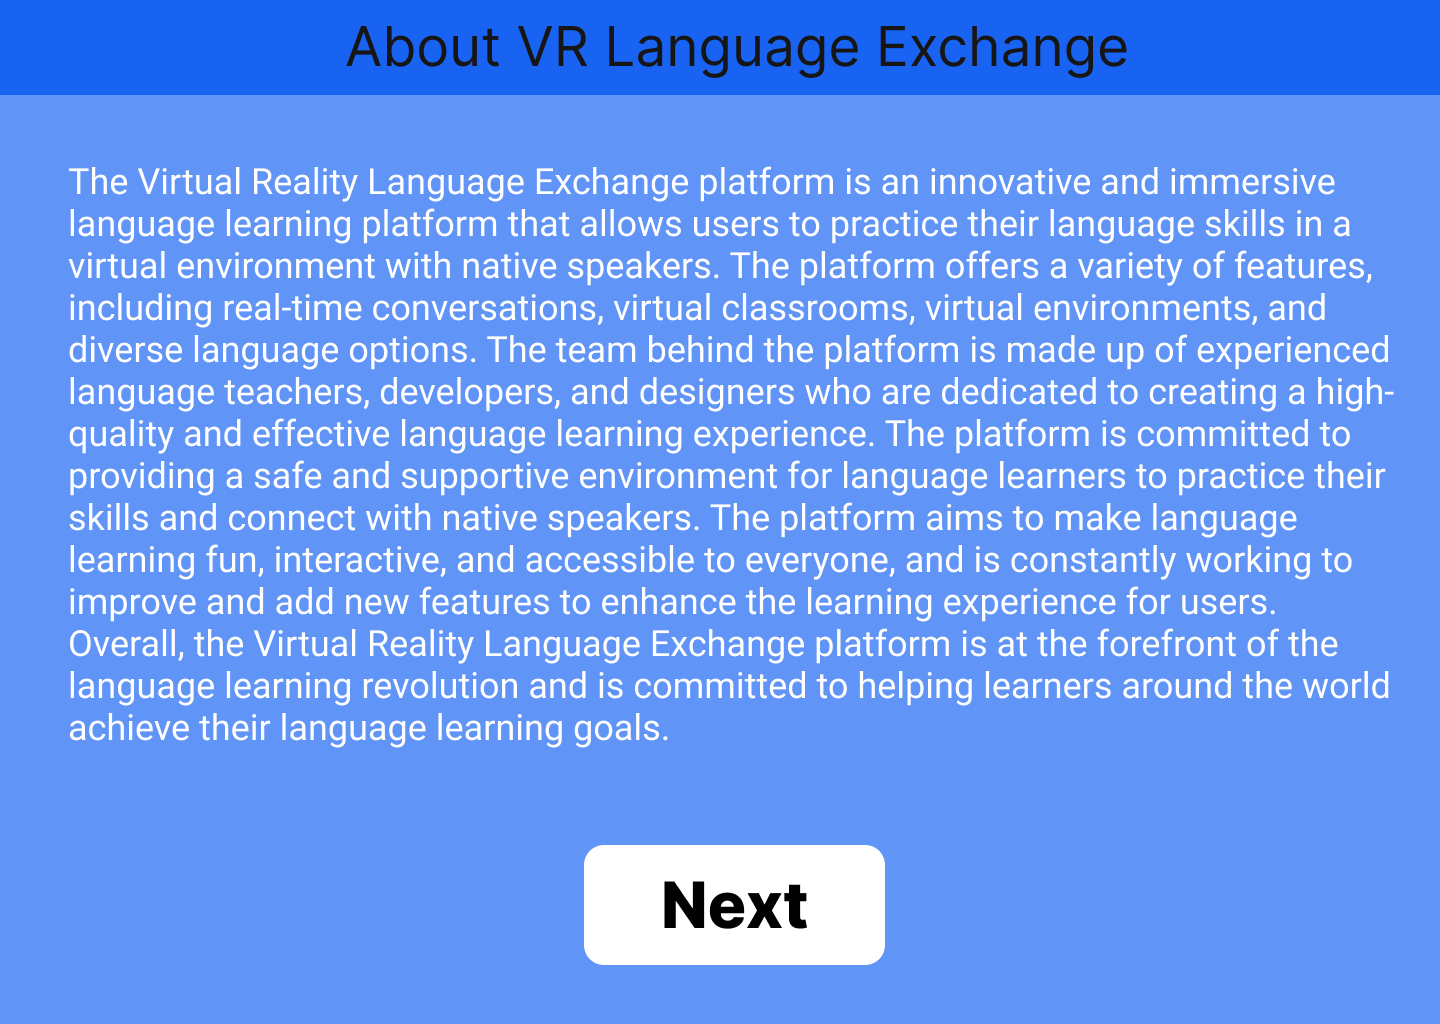 About VR Language Exchange
The Virtual Reality Language Exchange platform is an innovative and immersive
language learning platform that allows users to practice their language skills in a
virtual environment with native speakers. The platform offers a variety of features,
including real-time conversations, virtual classrooms, virtual environments, and
diverse language options. The team behind the platform is made up of experienced
language teachers, developers, and designers who are dedicated to creating a high-
quality and effective language learning experience. The platform is committed to
providing a safe and supportive environment for language learners to practice their
skills and connect with native speakers. The platform aims to make language
learning fun, interactive, and accessible to everyone, and is constantly working to
improve and add new features to enhance the learning experience for users.
Overall, the Virtual Reality Language Exchange platform is at the forefront of the
language learning revolution and is committed to helping learners around the world
achieve their language learning goals.
Next